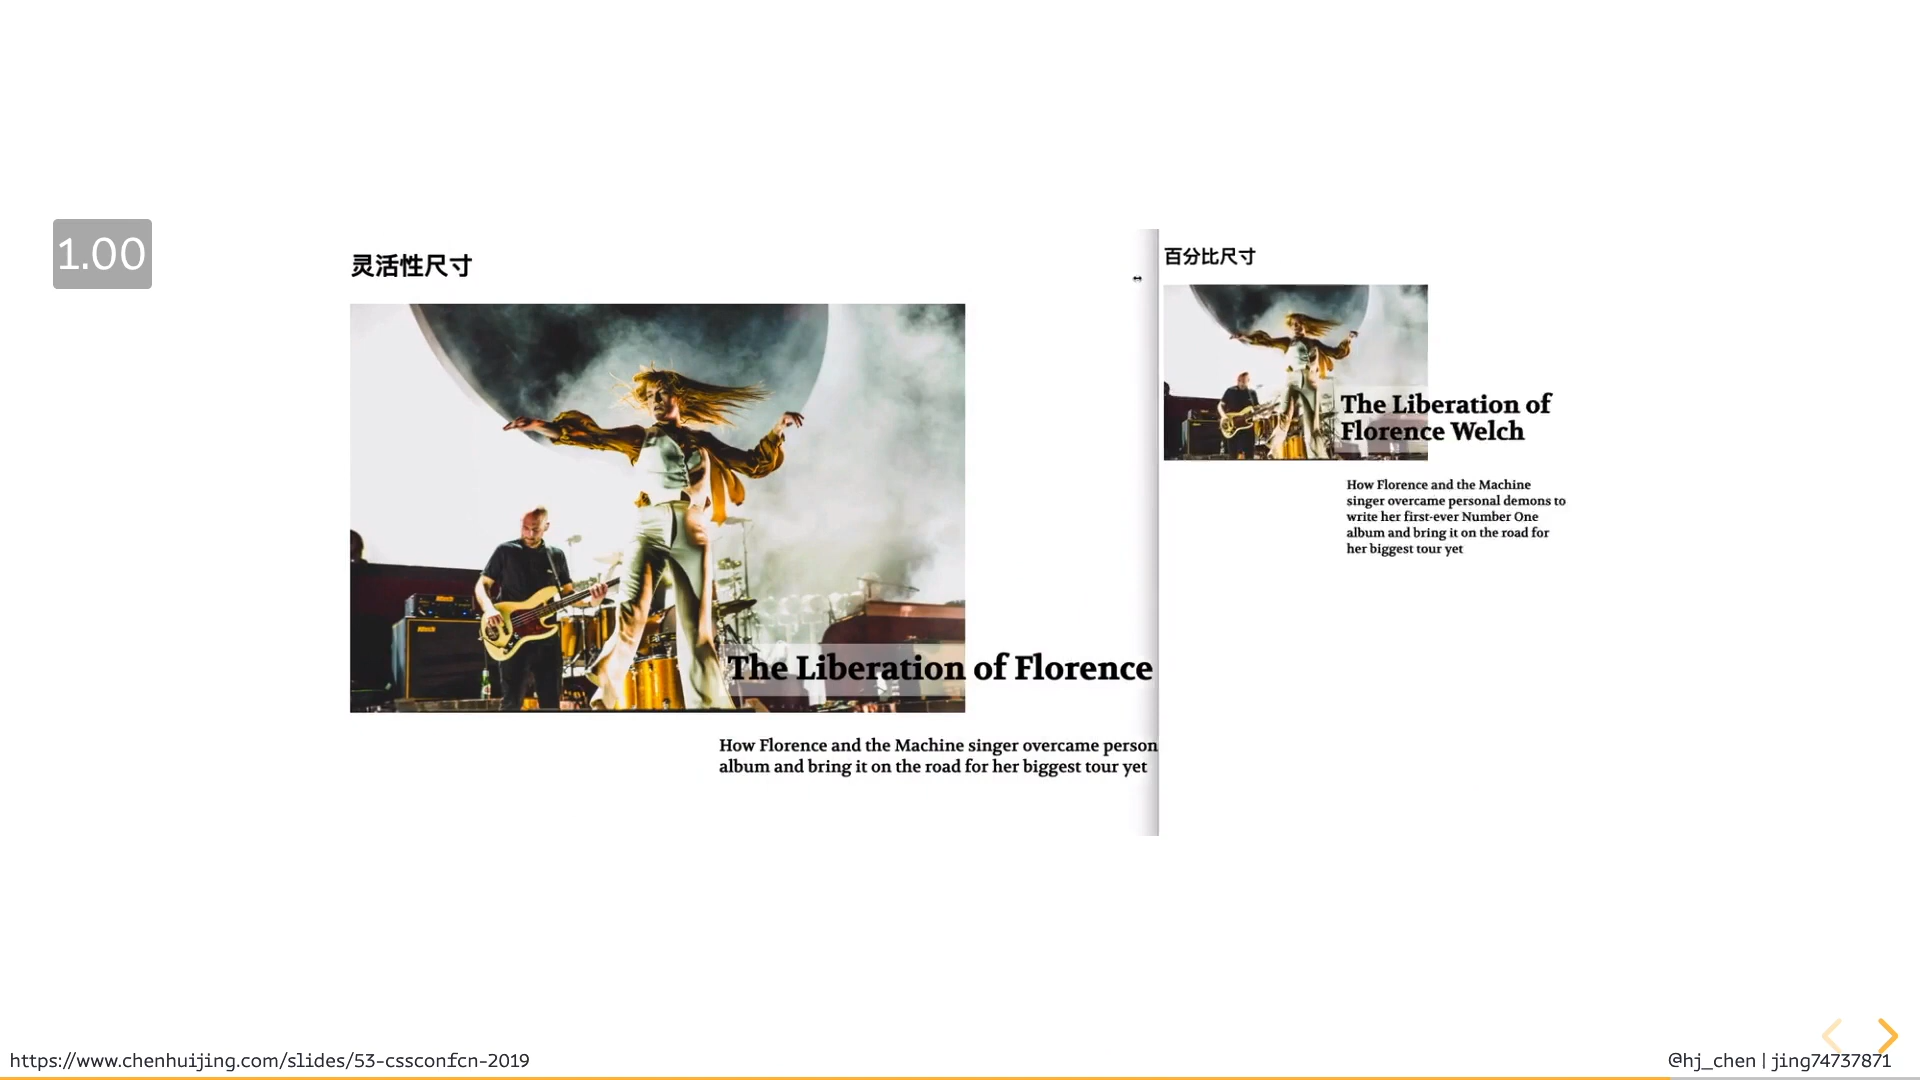 1.00
灵活性尺寸
The Liberation of Florence
How Florence and the Machine singer overcame person
album and bring it on the road for her biggest tour yet
百分比尺寸
The Liberation of
Florence Welch
How Florence and the Machine
singer overcame personal demons to
write her first-ever Number One
album and bring it on the road for
her biggest tour yet
https://www.chenhuijing.com/slides/53-cssconfcn-2019
@hj_chen | jing74737871